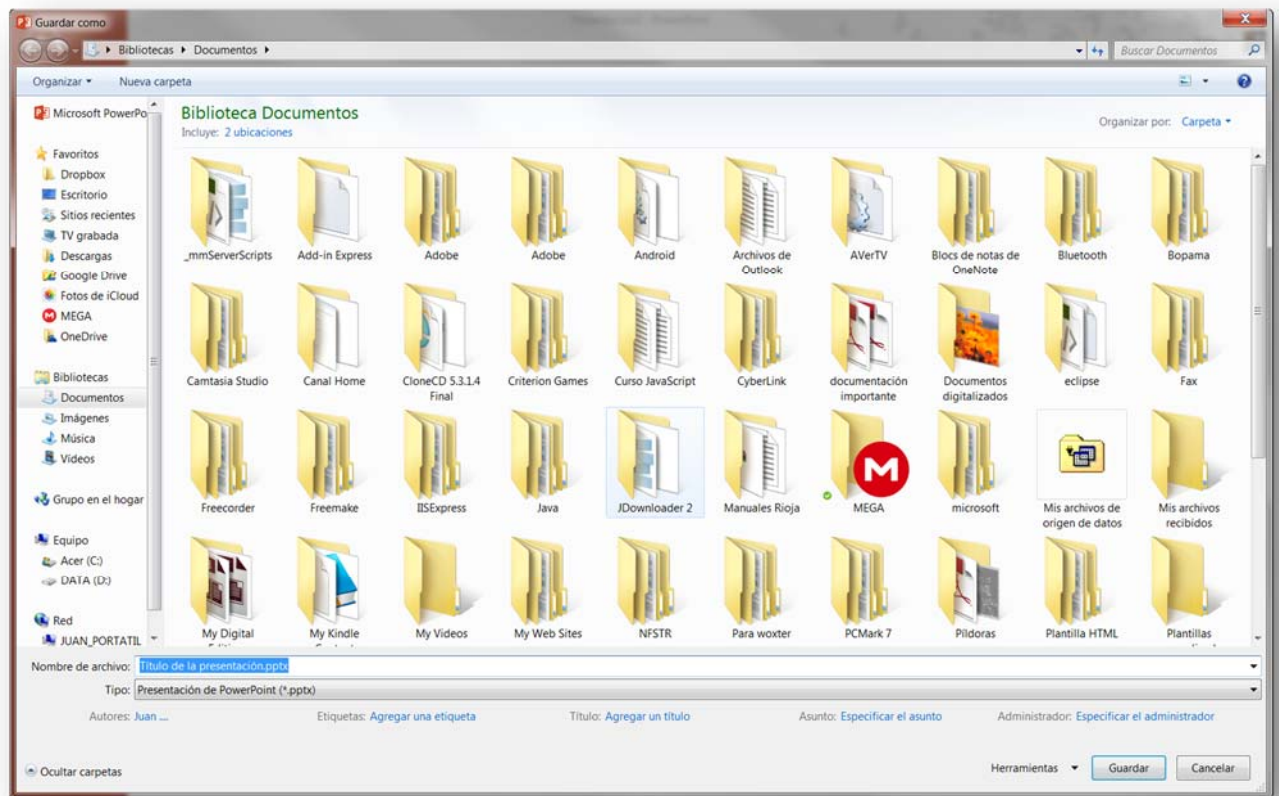 Guardar como
Bibliotecas ▸ Documentos ▸
Buscar Documentos
Organizar
Nueva carpeta
Microsoft PowerPo
Favoritos
Dropbox
Escritorio
Sitios recientes
TV grabada
Descargas
Google Drive
Fotos de iCloud
MEGA
OneDrive
Bibliotecas
Documentos
Imágenes
Música
Vídeos
Grupo en el hogar
Equipo
Acer (C:)
DATA (D:)
Red
JUAN_PORTATIL
Biblioteca Documentos
Incluye: 2 ubicaciones
Organizar por: Carpeta
_mmServerScripts
Add-in Express
Adobe
Adobe
Android
Archivos de
Outlook
AVerTV
Blocs de notas de
OneNote
Bluetooth
Bopama
Camtasia Studio
Canal Home
CloneCD 5.3.1.4
Final
Criterion Games
Curso JavaScript
CyberLink
documentación
importante
Documentos
digitalizados
eclipse
Fax
Freecorder
Freemake
IISExpress
Java
JDownloader 2
Manuales Rioja
MEGA
microsoft
Mis archivos de
origen de datos
Mis archivos
recibidos
My Digital
My Kindle
My Videos
My Web Sites
NFSTR
Para woxter
PCMark 7
Píldoras
Plantilla HTML
Plantillas
Nombre de archivo: Título de la presentación.pptx
Tipo: Presentación de PowerPoint (*.pptx)
Autores: Juan ...
Etiquetas: Agregar una etiqueta
Título: Agregar un título
Asunto: Especificar el asunto
Administrador: Especificar el administrador
Ocultar carpetas
Herramientas
Guardar
Cancelar